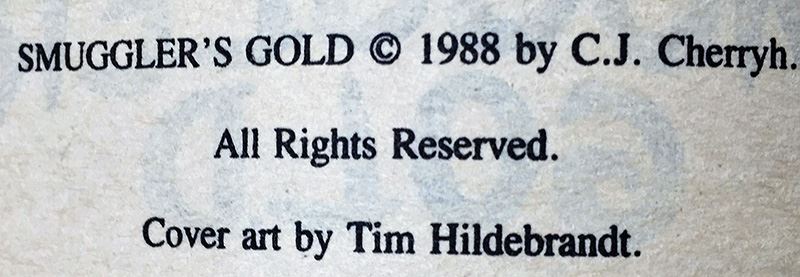 SMUGGLER'S GOLD © 1988 by C.J. Cherryh.
All Rights Reserved.
Cover art by Tim Hildebrandt.